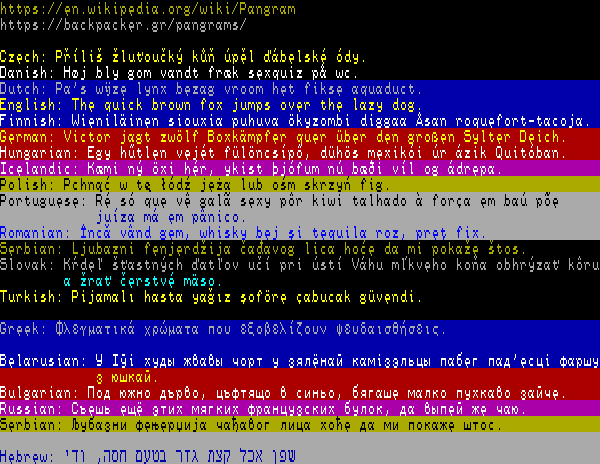 https://en.wikipedia.org/wiki/Pangram
https://backpacker.gr/pangrams/
Czech: Příliš žluťoučký kůň úpěl ďábelské ódy.
Danish: Høj bly gom vandt fræk sexquiz på wc.
Dutch: Pa's wijze lynx bezag vroom het fikse aquaduct.
English: The quick brown fox jumps over the lazy dog.
Finnish: Wieniläinen siouxia puhuva ökyzombi diggaa Åsan roquefort-tacoja.
German: Victor jagt zwölf Boxkämpfer quer über den großen Sylter Deich.
Hungarian: Egy hűtlen vejét fülöncsípő, dühös mexikói úr ázik Quitóban.
Icelandic: Kæmi ný öxi hér, ykist þjófum nú bæði víl og ádrepa.
Polish: Pchnąć w tę łódź jeża lub ośm skrzyń fig.
Portuguese: Ré só que vê galã sexy pôr kiwi talhado à força em baú põe
juíza má em pânico.
Romanian: Încă vând gem, whisky bej și tequila roz, preț fix.
Serbian: Ljubazni fenjerdžija čađavog lica hoće da mi pokaže štos.
Slovak: Kŕdeľ šťastných ďatľov učí pri ústí Váhu mĺkveho koňa obhrýzať kôru
a žrať čerstvé mäso.
Turkish: Pijamalı hasta yağız şoföre çabucak güvendi.
Greek: Φλεγματικά χρώματα που εξοβελίζουν ψευδαισθήσεις.
Belarusian: У Іўі худы жвавы чорт у зялёнай камізэльцы пабег пад’есці фаршу
з юшкай.
Bulgarian: Под южно дърво, цъфтящо в синьо, бягаше малко пухкаво зайче.
Russian: Съешь ещё этих мягких французских булок, да выпей же чаю.
Serbian: Љубазни фењерџија чађавог лица хоће да ми покаже штос.
Hebrew: שפן אכל קצת גזר בטעם חסה, ודי